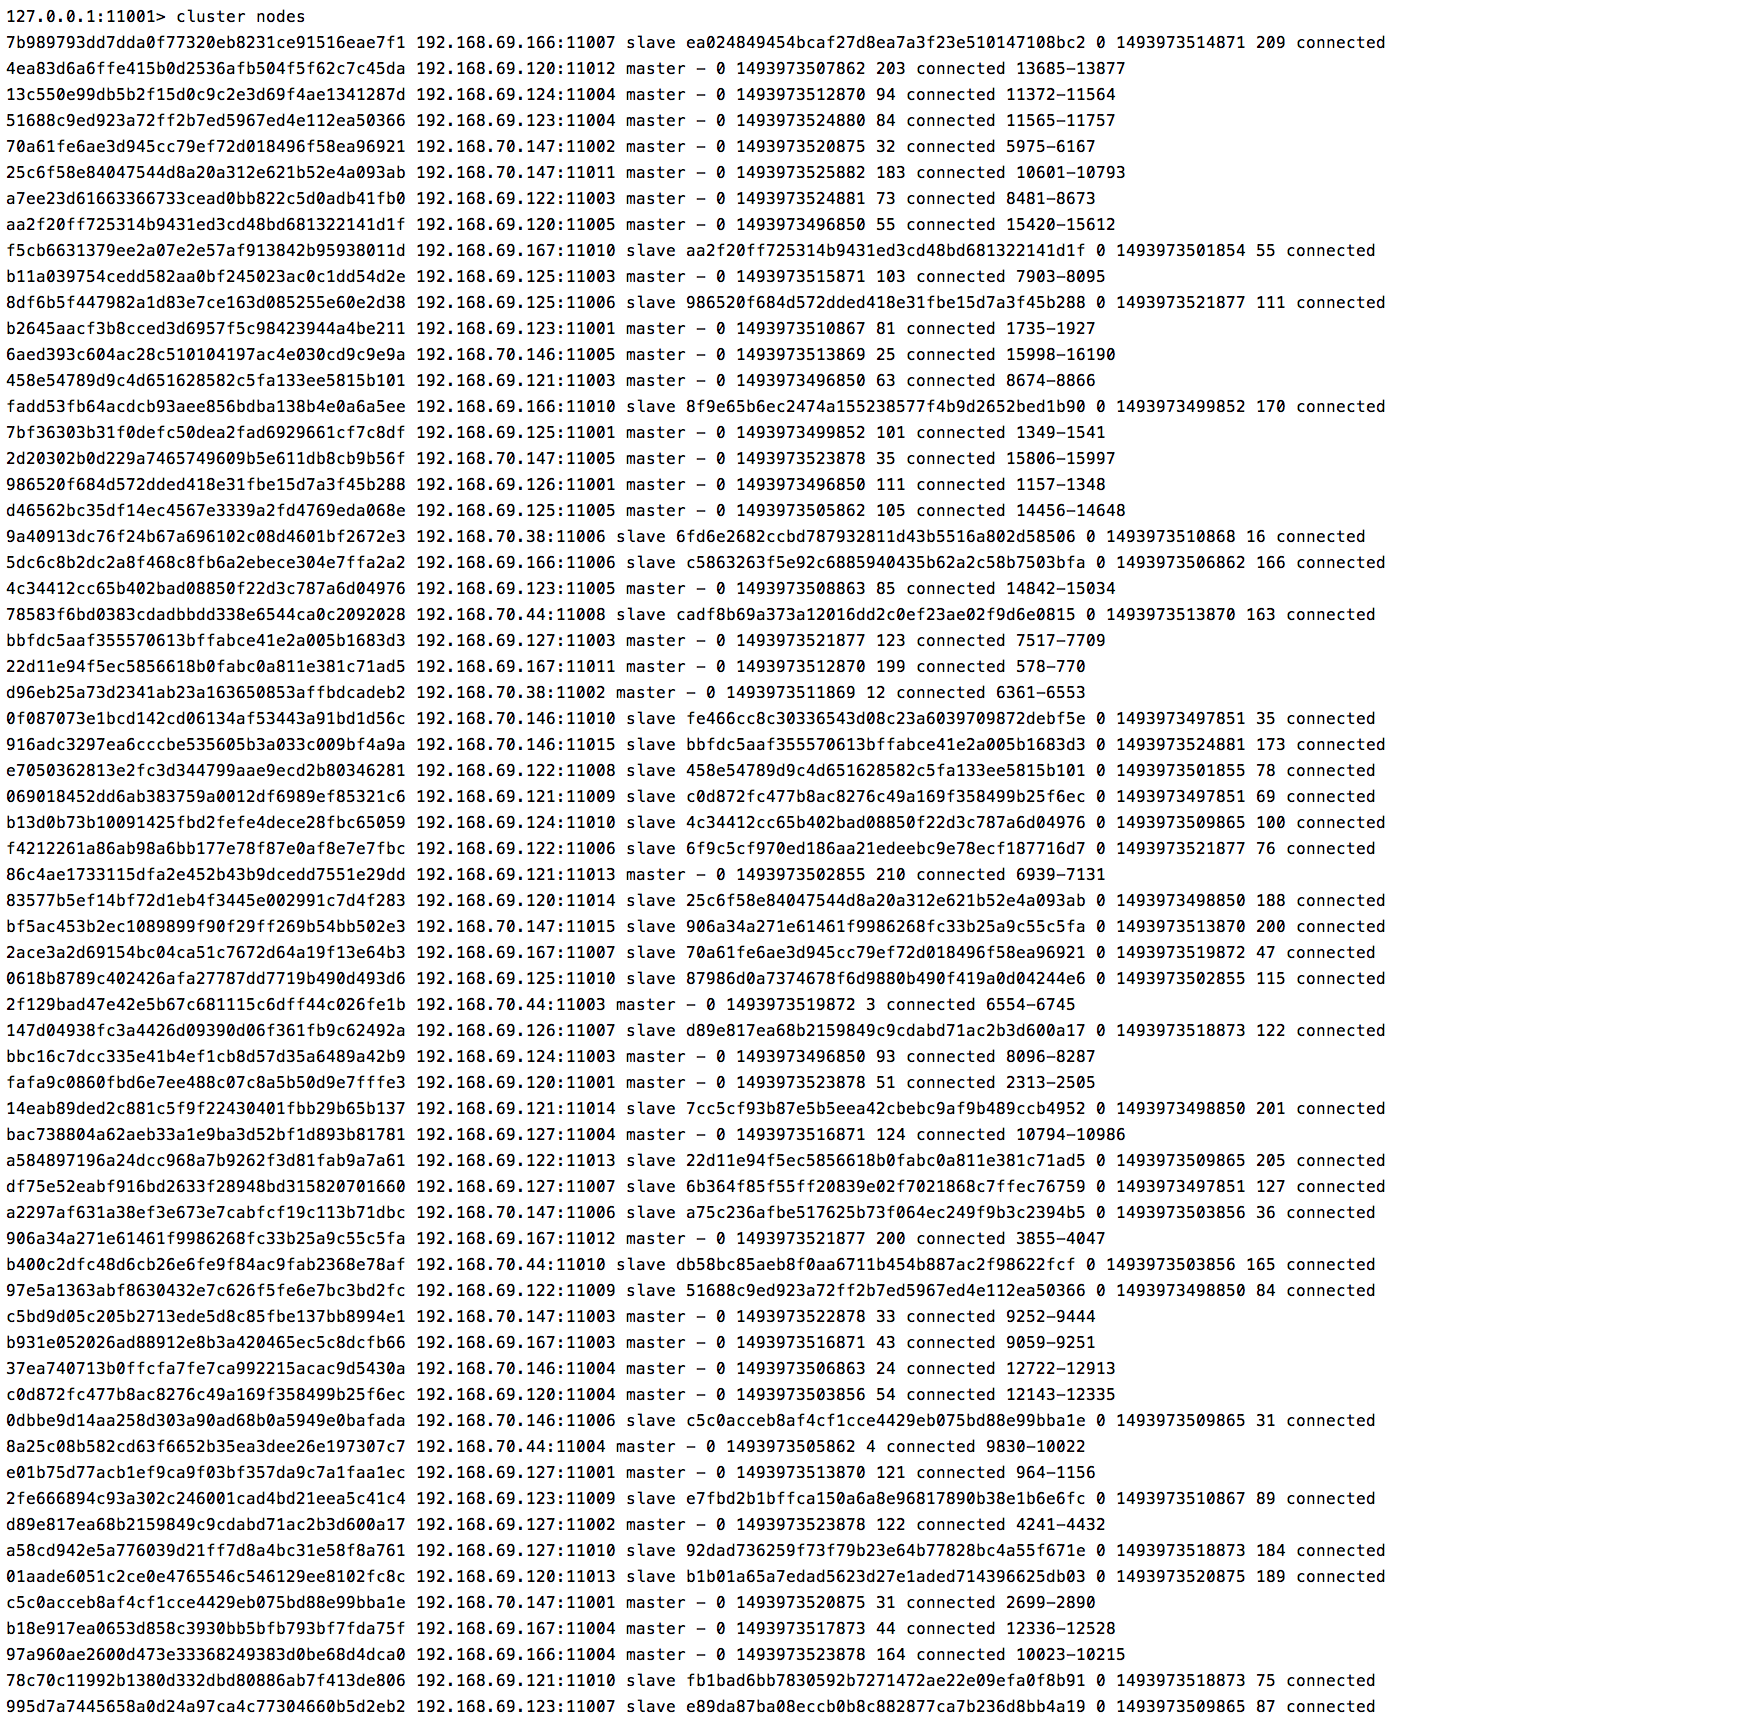 127.0.0.1:11001> cluster nodes
7b989793dd7dda0f77320eb8231ce91516eae7f1 192.168.69.166:11007 slave ea024849454bcaf27d8ea7a3f23e510147108bc2 0 1493973514871 209 connected
4ea83d6a6ffe415b0d2536afb504f5f62c7c45da 192.168.69.120:11012 master - 0 1493973507862 203 connected 13685-13877
13c550e99db5b2f15d0c9c2e3d69f4ae1341287d 192.168.69.124:11004 master - 0 1493973512870 94 connected 11372-11564
51688c9ed923a72ff2b7ed5967ed4e112ea50366 192.168.69.123:11004 master - 0 1493973524880 84 connected 11565-11757
70a61fe6ae3d945cc79ef72d018496f58ea96921 192.168.70.147:11002 master - 0 1493973520875 32 connected 5975-6167
25c6f58e84047544d8a20a312e621b52e4a093ab 192.168.70.147:11011 master - 0 1493973525882 183 connected 10601-10793
a7ee23d61663366733cead0bb822c5d0adb41fb0 192.168.69.122:11003 master - 0 1493973524881 73 connected 8481-8673
aa2f20ff725314b9431ed3cd48bd681322141d1f 192.168.69.120:11005 master - 0 1493973496850 55 connected 15420-15612
f5cb6631379ee2a07e2e57af913842b95938011d 192.168.69.167:11010 slave aa2f20ff725314b9431ed3cd48bd681322141d1f 0 1493973501854 55 connected
b11a039754cedd582aa0bf245023ac0c1dd54d2e 192.168.69.125:11003 master - 0 1493973515871 103 connected 7903-8095
8df6b5f447982a1d83e7ce163d085255e60e2d38 192.168.69.125:11006 slave 986520f684d572dded418e31fbe15d7a3f45b288 0 1493973521877 111 connected
b2645aacf3b8cced3d6957f5c98423944a4be211 192.168.69.123:11001 master - 0 1493973510867 81 connected 1735-1927
6aed393c604ac28c510104197ac4e030cd9c9e9a 192.168.70.146:11005 master - 0 1493973513869 25 connected 15998-16190
458e54789d9c4d651628582c5fa133ee5815b101 192.168.69.121:11003 master - 0 1493973496850 63 connected 8674-8866
fadd53fb64acdcb93aee856bdba138b4e0a6a5ee 192.168.69.166:11010 slave 8f9e65b6ec2474a155238577f4b9d2652bed1b90 0 1493973499852 170 connected
7bf36303b31f0defc50dea2fad6929661cf7c8df 192.168.69.125:11001 master - 0 1493973499852 101 connected 1349-1541
2d20302b0d229a7465749609b5e611db8cb9b56f 192.168.70.147:11005 master - 0 1493973523878 35 connected 15806-15997
986520f684d572dded418e31fbe15d7a3f45b288 192.168.69.126:11001 master - 0 1493973496850 111 connected 1157-1348
d46562bc35df14ec4567e3339a2fd4769eda068e 192.168.69.125:11005 master - 0 1493973505862 105 connected 14456-14648
9a40913dc76f24b67a696102c08d4601bf2672e3 192.168.70.38:11006 slave 6fd6e2682ccbd787932811d43b5516a802d58506 0 1493973510868 16 connected
5dc6c8b2dc2a8f468c8fb6a2ebece304e7ffa2a2 192.168.69.166:11006 slave c5863263f5e92c6885940435b62a2c58b7503bfa 0 1493973506862 166 connected
4c34412cc65b402bad08850f22d3c787a6d04976 192.168.69.123:11005 master - 0 1493973508863 85 connected 14842-15034
78583f6bd0383cdadbbdd338e6544ca0c2092028 192.168.70.44:11008 slave cadf8b69a373a12016dd2c0ef23ae02f9d6e0815 0 1493973513870 163 connected
bbfdc5aaf355570613bffabce41e2a005b1683d3 192.168.69.127:11003 master - 0 1493973521877 123 connected 7517-7709
22d11e94f5ec5856618b0fabc0a811e381c71ad5 192.168.69.167:11011 master - 0 1493973512870 199 connected 578-770
d96eb25a73d2341ab23a163650853affbdcadeb2 192.168.70.38:11002 master - 0 1493973511869 12 connected 6361-6553
0f087073e1bcd142cd06134af53443a91bd1d56c 192.168.70.146:11010 slave fe466cc8c30336543d08c23a6039709872debf5e 0 1493973497851 35 connected
916adc3297ea6cccbe535605b3a033c009bf4a9a 192.168.70.146:11015 slave bbfdc5aaf355570613bffabce41e2a005b1683d3 0 1493973524881 173 connected
e7050362813e2fc3d344799aae9ecd2b80346281 192.168.69.122:11008 slave 458e54789d9c4d651628582c5fa133ee5815b101 0 1493973501855 78 connected
069018452dd6ab383759a0012df6989ef85321c6 192.168.69.121:11009 slave c0d872fc477b8ac8276c49a169f358499b25f6ec 0 1493973497851 69 connected
b13d0b73b10091425fbd2fefe4dece28fbc65059 192.168.69.124:11010 slave 4c34412cc65b402bad08850f22d3c787a6d04976 0 1493973509865 100 connected
f4212261a86ab98a6bb177e78f87e0af8e7e7fbc 192.168.69.122:11006 slave 6f9c5cf970ed186aa21edeebc9e78ecf187716d7 0 1493973521877 76 connected
86c4ae1733115dfa2e452b43b9dcedd7551e29dd 192.168.69.121:11013 master - 0 1493973502855 210 connected 6939-7131
83577b5ef14bf72d1eb4f3445e002991c7d4f283 192.168.69.120:11014 slave 25c6f58e84047544d8a20a312e621b52e4a093ab 0 1493973498850 188 connected
bf5ac453b2ec1089899f90f29ff269b54bb502e3 192.168.70.147:11015 slave 906a34a271e61461f9986268fc33b25a9c55c5fa 0 1493973513870 200 connected
2ace3a2d69154bc04ca51c7672d64a19f13e64b3 192.168.69.167:11007 slave 70a61fe6ae3d945cc79ef72d018496f58ea96921 0 1493973519872 47 connected
0618b8789c402426afa27787dd7719b490d493d6 192.168.69.125:11010 slave 87986d0a7374678f6d9880b490f419a0d04244e6 0 1493973502855 115 connected
2f129bad47e42e5b67c681115c6dff44c026fe1b 192.168.70.44:11003 master - 0 1493973519872 3 connected 6554-6745
147d04938fc3a4426d09390d06f361fb9c62492a 192.168.69.126:11007 slave d89e817ea68b2159849c9cdabd71ac2b3d600a17 0 1493973518873 122 connected
bbc16c7dcc335e41b4ef1cb8d57d35a6489a42b9 192.168.69.124:11003 master - 0 1493973496850 93 connected 8096-8287
fafa9c0860fbd6e7ee488c07c8a5b50d9e7fffe3 192.168.69.120:11001 master - 0 1493973523878 51 connected 2313-2505
14eab89ded2c881c5f9f22430401fbb29b65b137 192.168.69.121:11014 slave 7cc5cf93b87e5b5eea42cbebc9af9b489ccb4952 0 1493973498850 201 connected
bac738804a62aeb33a1e9ba3d52bf1d893b81781 192.168.69.127:11004 master - 0 1493973516871 124 connected 10794-10986
a584897196a24dcc968a7b9262f3d81fab9a7a61 192.168.69.122:11013 slave 22d11e94f5ec5856618b0fabc0a811e381c71ad5 0 1493973509865 205 connected
df75e52eabf916bd2633f28948bd315820701660 192.168.69.127:11007 slave 6b364f85f55ff20839e02f7021868c7ffec76759 0 1493973497851 127 connected
a2297af631a38ef3e673e7cabfcf19c113b71dbc 192.168.70.147:11006 slave a75c236afbe517625b73f064ec249f9b3c2394b5 0 1493973503856 36 connected
906a34a271e61461f9986268fc33b25a9c55c5fa 192.168.69.167:11012 master - 0 1493973521877 200 connected 3855-4047
b400c2dfc48d6cb26e6fe9f84ac9fab2368e78af 192.168.70.44:11010 slave db58bc85aeb8f0aa6711b454b887ac2f98622fcf 0 1493973503856 165 connected
97e5a1363abf8630432e7c626f5fe6e7bc3bd2fc 192.168.69.122:11009 slave 51688c9ed923a72ff2b7ed5967ed4e112ea50366 0 1493973498850 84 connected
c5bd9d05c205b2713ede5d8c85fbe137bb8994e1 192.168.70.147:11003 master - 0 1493973522878 33 connected 9252-9444
b931e052026ad88912e8b3a420465ec5c8dcfb66 192.168.69.167:11003 master - 0 1493973516871 43 connected 9059-9251
37ea740713b0ffcfa7fe7ca992215acac9d5430a 192.168.70.146:11004 master - 0 1493973506863 24 connected 12722-12913
c0d872fc477b8ac8276c49a169f358499b25f6ec 192.168.69.120:11004 master - 0 1493973503856 54 connected 12143-12335
0dbbe9d14aa258d303a90ad68b0a5949e0bafada 192.168.70.146:11006 slave c5c0acceb8af4cf1cce4429eb075bd88e99bba1e 0 1493973509865 31 connected
8a25c08b582cd63f6652b35ea3dee26e197307c7 192.168.70.44:11004 master - 0 1493973505862 4 connected 9830-10022
e01b75d77acb1ef9ca9f03bf357da9c7a1faa1ec 192.168.69.127:11001 master - 0 1493973513870 121 connected 964-1156
2fe666894c93a302c246001cad4bd21eea5c41c4 192.168.69.123:11009 slave e7fbd2b1bffca150a6a8e96817890b38e1b6e6fc 0 1493973510867 89 connected
d89e817ea68b2159849c9cdabd71ac2b3d600a17 192.168.69.127:11002 master - 0 1493973523878 122 connected 4241-4432
a58cd942e5a776039d21ff7d8a4bc31e58f8a761 192.168.69.127:11010 slave 92dad736259f73f79b23e64b77828bc4a55f671e 0 1493973518873 184 connected
01aade6051c2ce0e4765546c546129ee8102fc8c 192.168.69.120:11013 slave b1b01a65a7edad5623d27e1aded714396625db03 0 1493973520875 189 connected
c5c0acceb8af4cf1cce4429eb075bd88e99bba1e 192.168.70.147:11001 master - 0 1493973520875 31 connected 2699-2890
b18e917ea0653d858c3930bb5bfb793bf7fda75f 192.168.69.167:11004 master - 0 1493973517873 44 connected 12336-12528
97a960ae2600d473e33368249383d0be68d4dca0 192.168.69.166:11004 master - 0 1493973523878 164 connected 10023-10215
78c70c11992b1380d332dbd80886ab7f413de806 192.168.69.121:11010 slave fb1bad6bb7830592b7271472ae22e09efa0f8b91 0 1493973518873 75 connected
995d7a7445658a0d24a97ca4c77304660b5d2eb2 192.168.69.123:11007 slave e89da87ba08eccb0b8c882877ca7b236d8bb4a19 0 1493973509865 87 connected